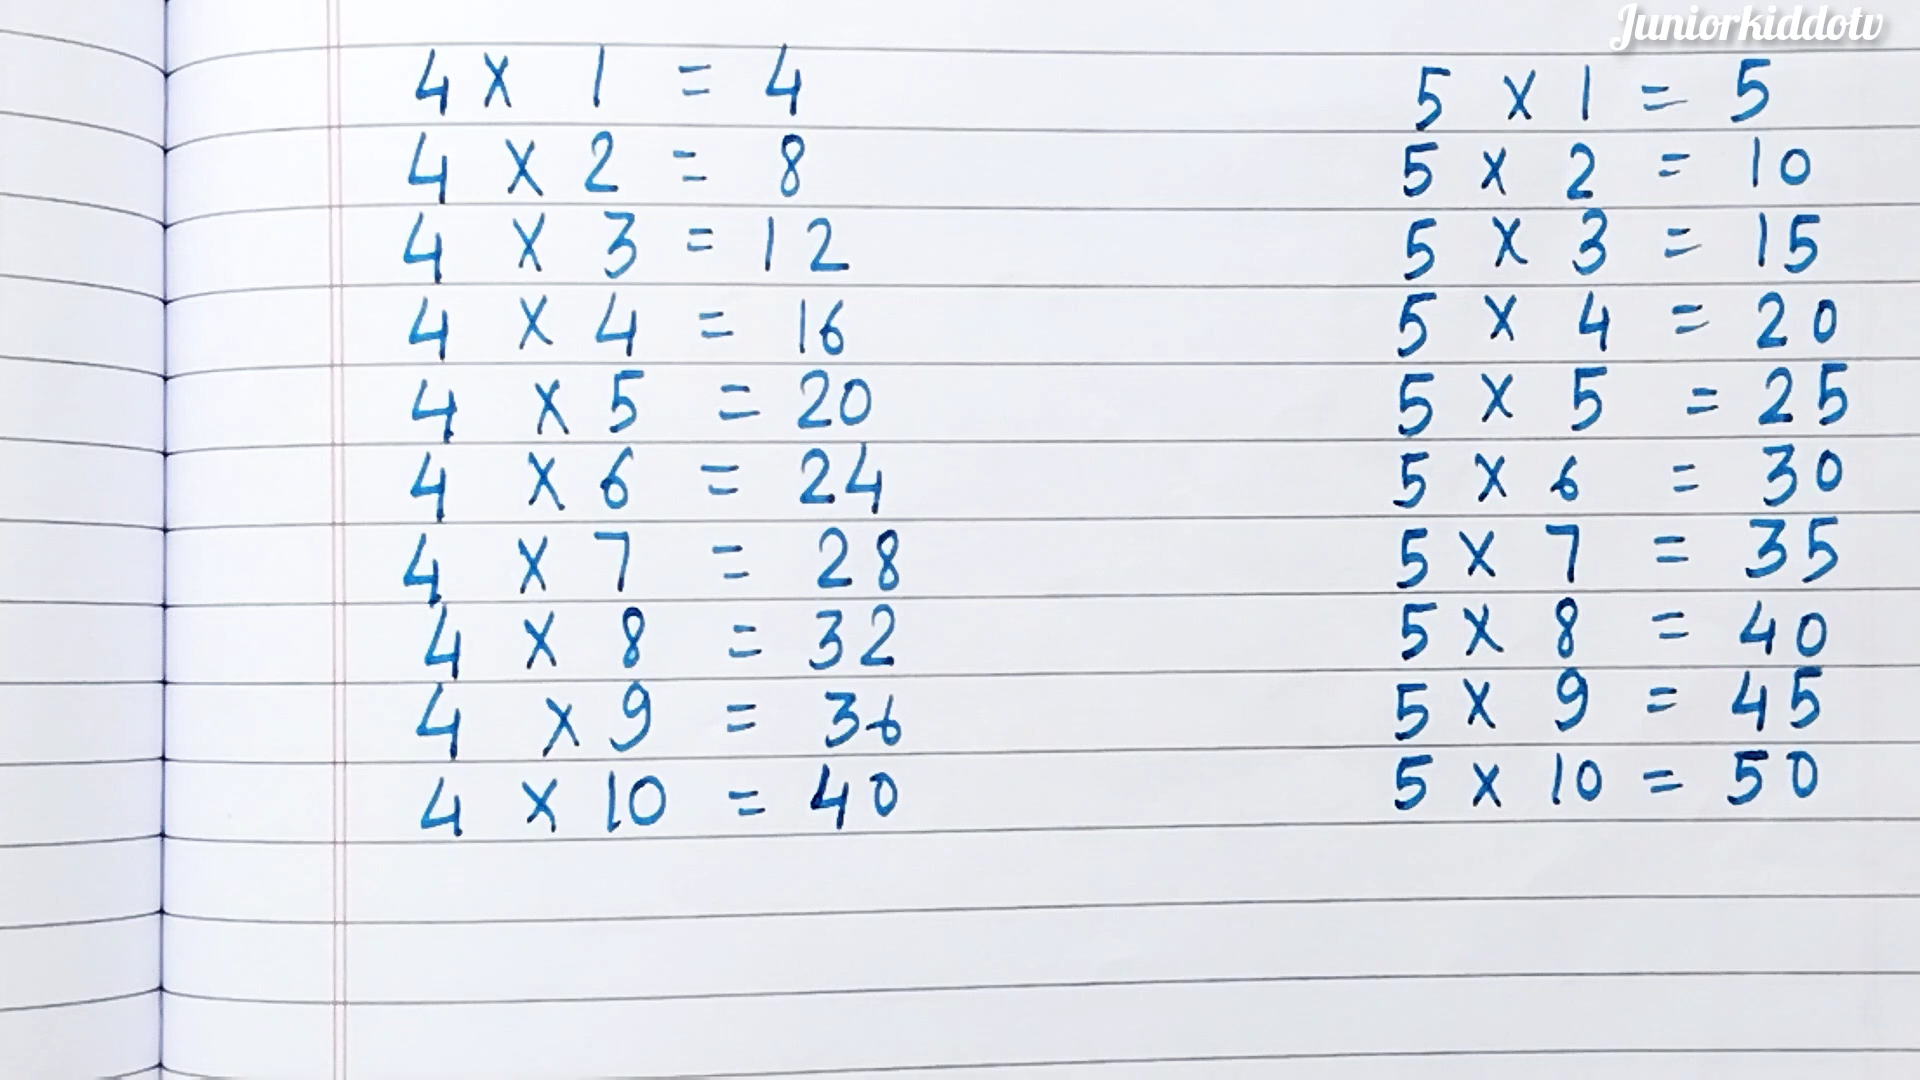 Juniorkiddotv
4 x 1 = 4
4 x 2 = 8
4 x 3 = 12
4 x 4 = 16
4 x 5 = 20
4 x 6 = 24
4 x 7 = 28
4 x 8 = 32
4 x 9 = 36
4 x 10 = 40
5 x 1 = 5
5 x 2 = 10
5 x 3 = 15
5 x 4 = 20
5 x 5 = 25
5 x 6 = 30
5 x 7 = 35
5 x 8 = 40
5 x 9 = 45
5 x 10 = 50